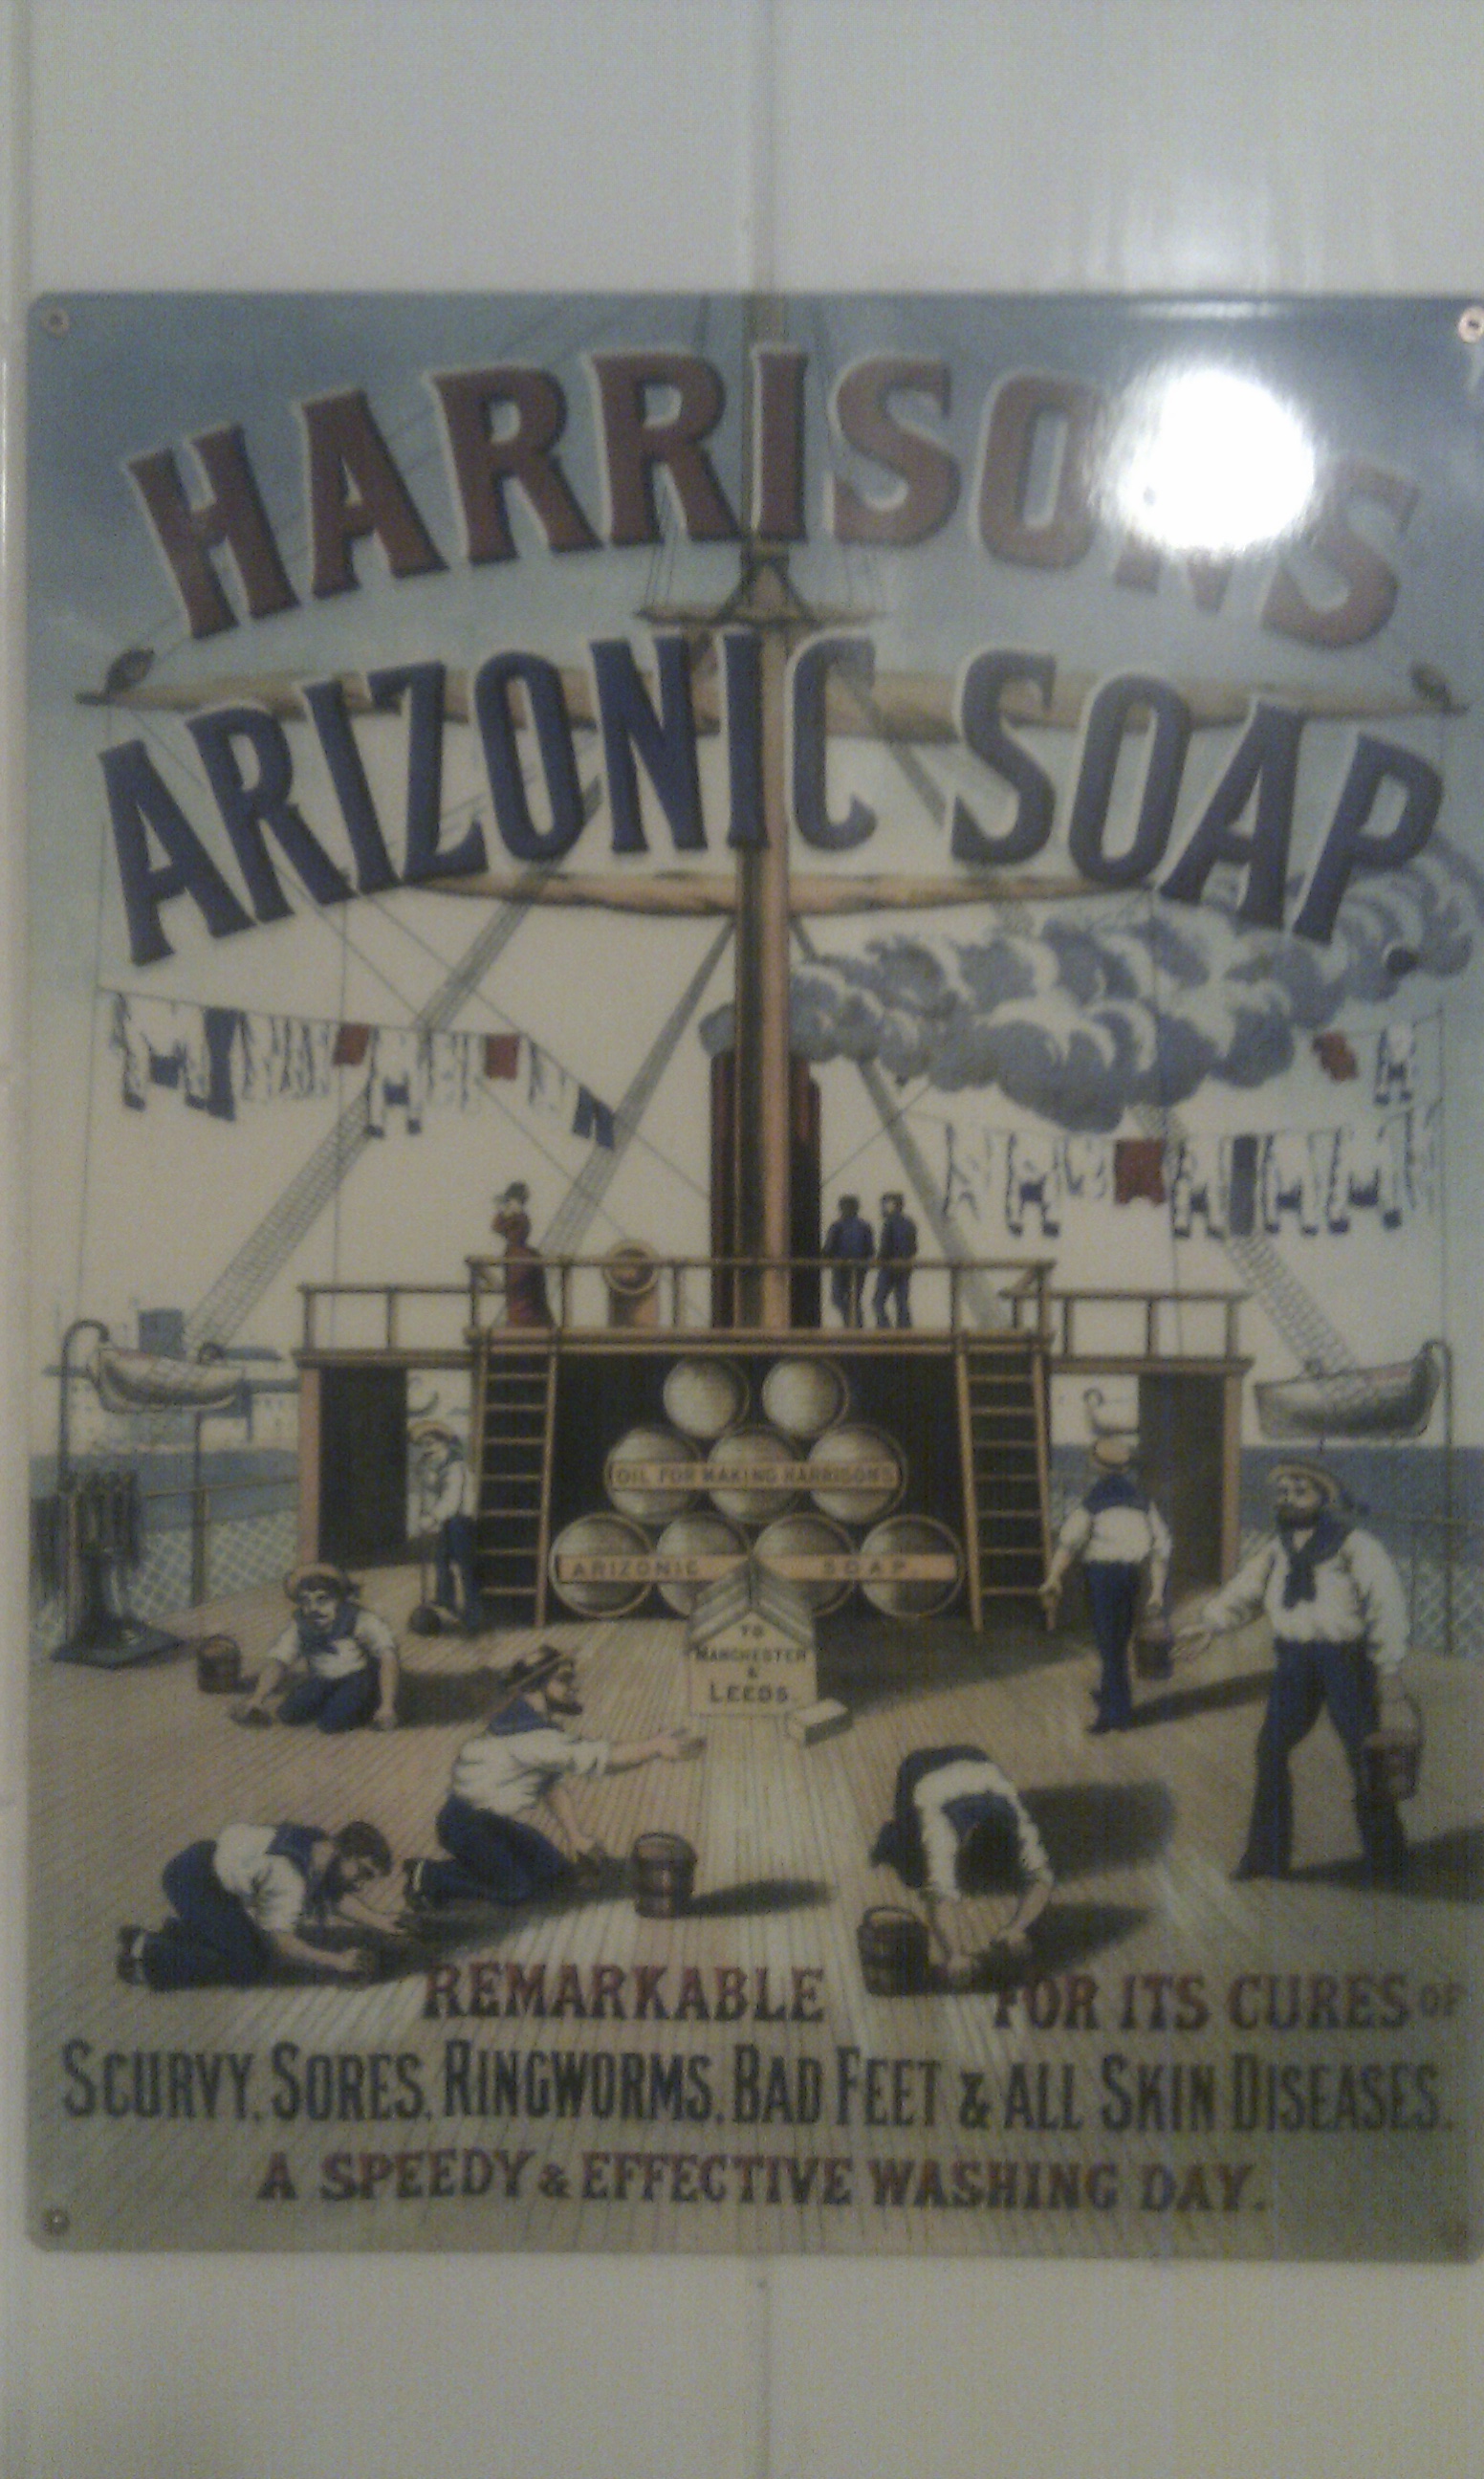 HARRISONS
ARIZONIC SOAP
OIL FOR MAKING HARRISONS
ARIZONIC SOAP.
TO
MANCHESTER
&
LEEDS.
REMARKABLE FOR ITS CURES OF
SCURVY, SORES, RINGWORMS, BAD FEET & ALL SKIN DISEASES.
A SPEEDY & EFFECTIVE WASHING DAY.